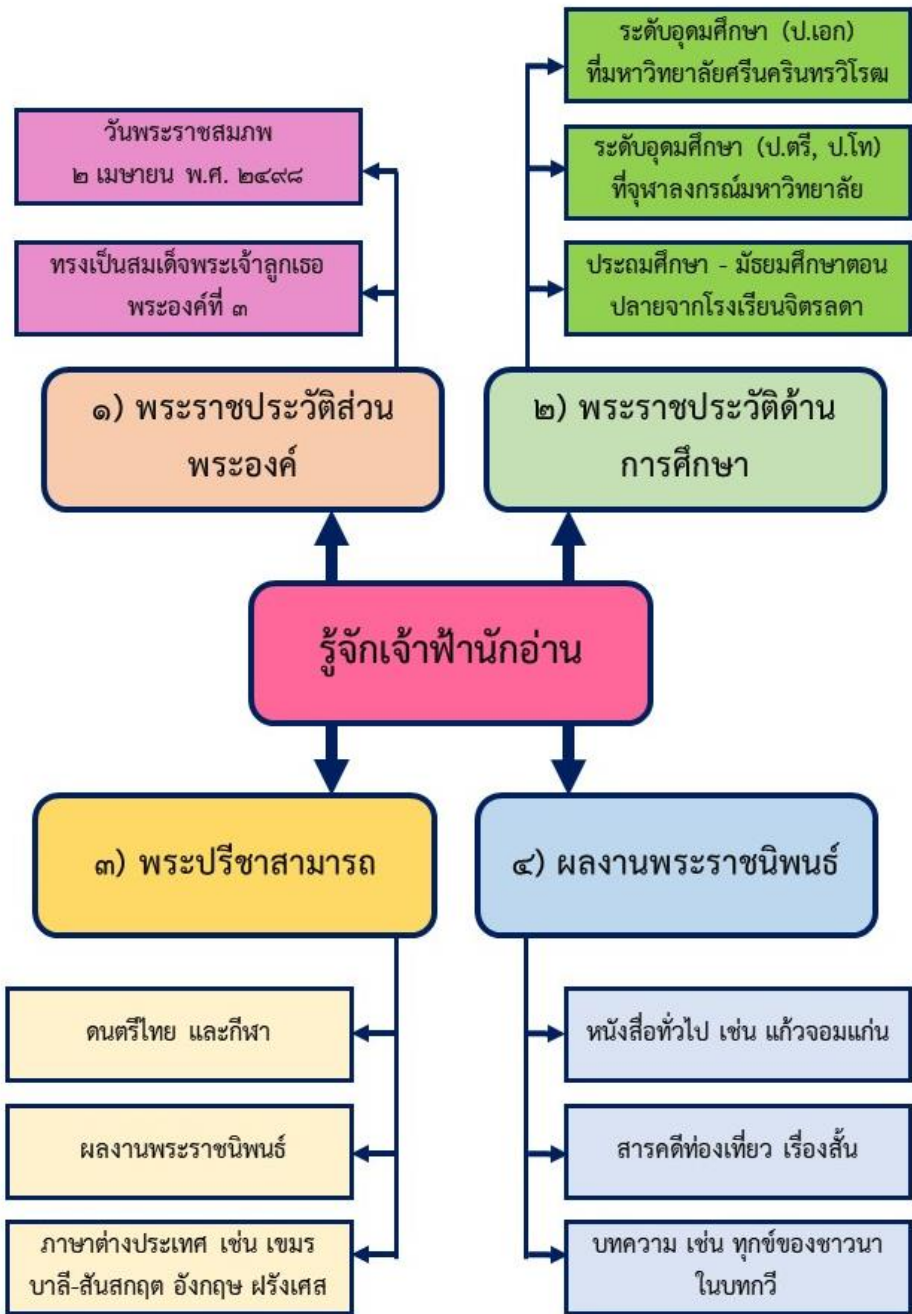 ระดับอุดมศึกษา (ป.เอก)
ที่มหาวิทยาลัยศรีนครินทรวิโรฒ
วันพระราชสมภพ
๒ เมษายน พ.ศ. ๒๔๙๘
ระดับอุดมศึกษา (ป.ตรี, ป.โท)
ที่จุฬาลงกรณ์มหาวิทยาลัย
ทรงเป็นสมเด็จพระเจ้าลูกเธอ
พระองค์ที่ ๓
ประถมศึกษา - มัธยมศึกษาตอน
ปลายจากโรงเรียนจิตรลดา
๑) พระราชประวัติส่วน
พระองค์
๒) พระราชประวัติด้าน
การศึกษา
รู้จักเจ้าฟ้านักอ่าน
๓) พระปรีชาสามารถ
๔) ผลงานพระราชนิพนธ์
ดนตรีไทย และกีฬา
ผลงานพระราชนิพนธ์
ภาษาต่างประเทศ เช่น เขมร
บาลี-สันสกฤต อังกฤษ ฝรังเศส
หนังสื่อทั่วไป เช่น แก้วจอมแก่น
สารคดีท่องเที่ยว เรื่องสั้น
บทความ เช่น ทุกข์ของชาวนา
ในบทกวี